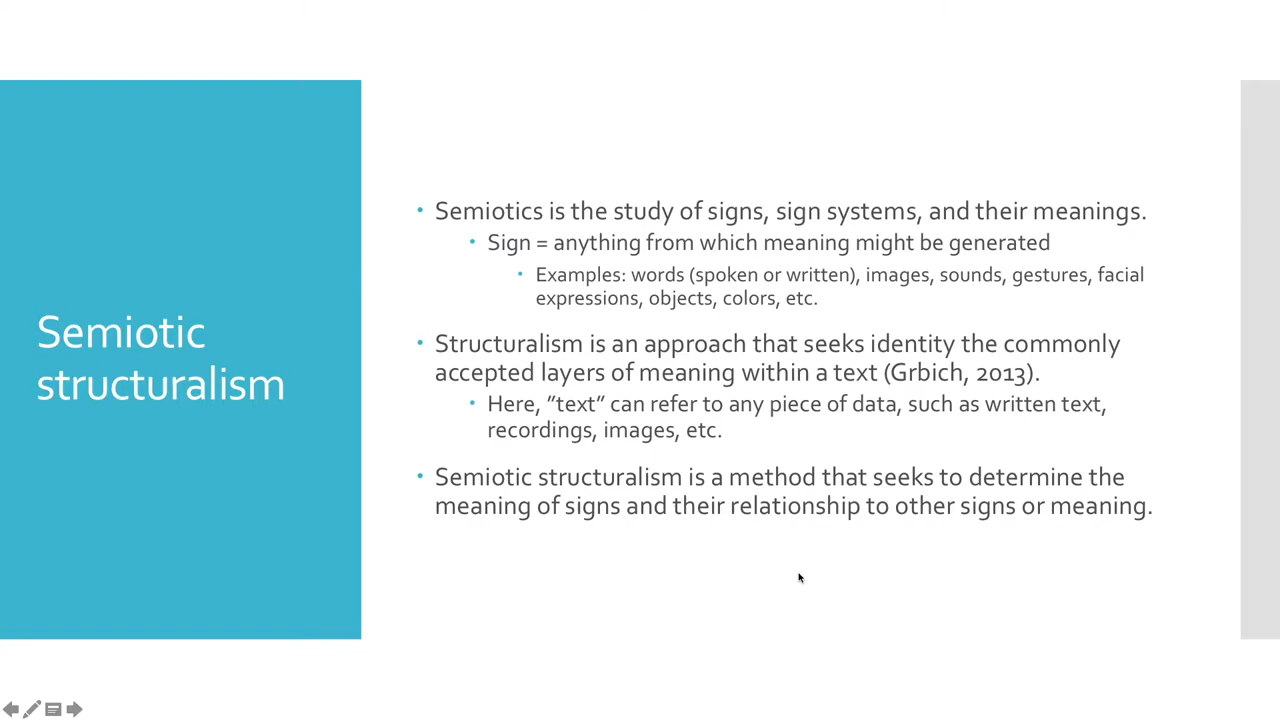 Semiotic
structuralism
• Semiotics is the study of signs, sign systems, and their meanings.
• Sign = anything from which meaning might be generated
• Examples: words (spoken or written), images, sounds, gestures, facial
expressions, objects, colors, etc.
• Structuralism is an approach that seeks identity the commonly
accepted layers of meaning within a text (Grbich, 2013).
• Here, ”text” can refer to any piece of data, such as written text,
recordings, images, etc.
• Semiotic structuralism is a method that seeks to determine the
meaning of signs and their relationship to other signs or meaning.